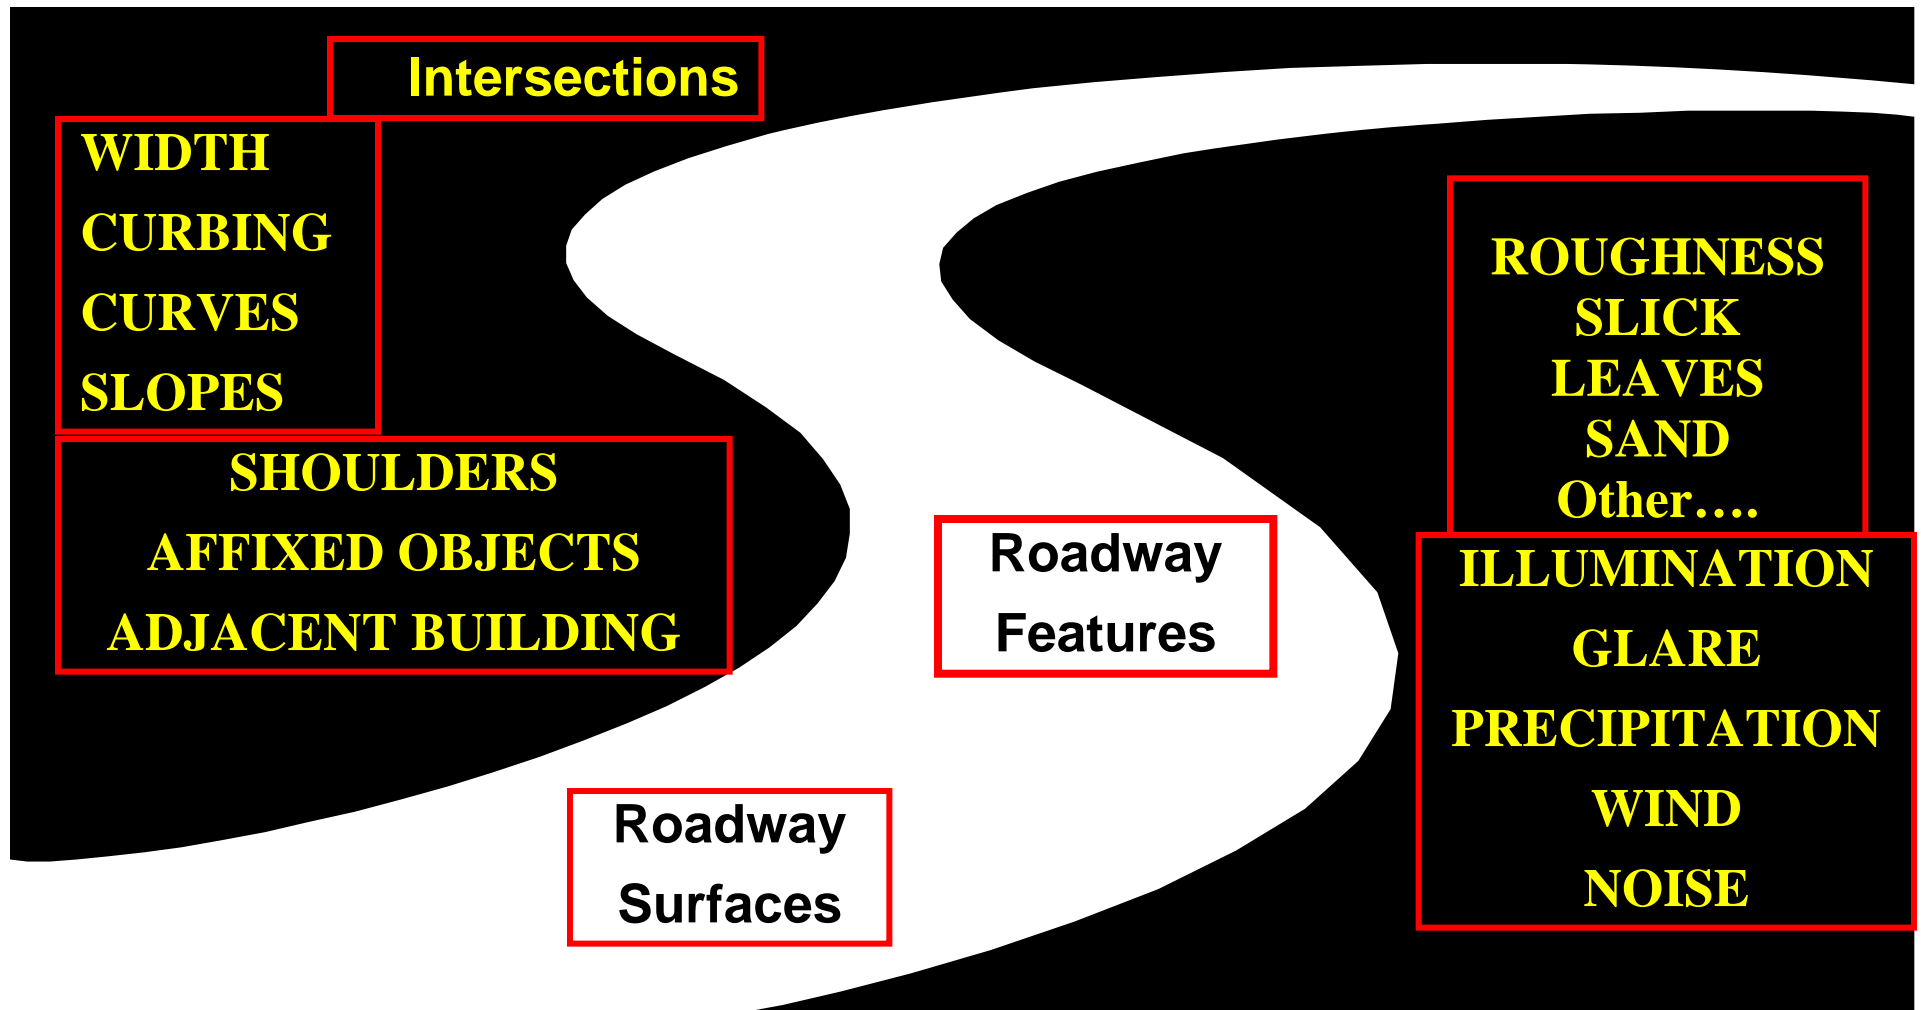 Intersections
WIDTH
CURBING
CURVES
SLOPES
SHOULDERS
AFFIXED OBJECTS
ADJACENT BUILDING
Roadway
Features
Roadway
Surfaces
ROUGHNESS
SLICK
LEAVES
SAND
Other….
ILLUMINATION
GLARE
PRECIPITATION
WIND
NOISE